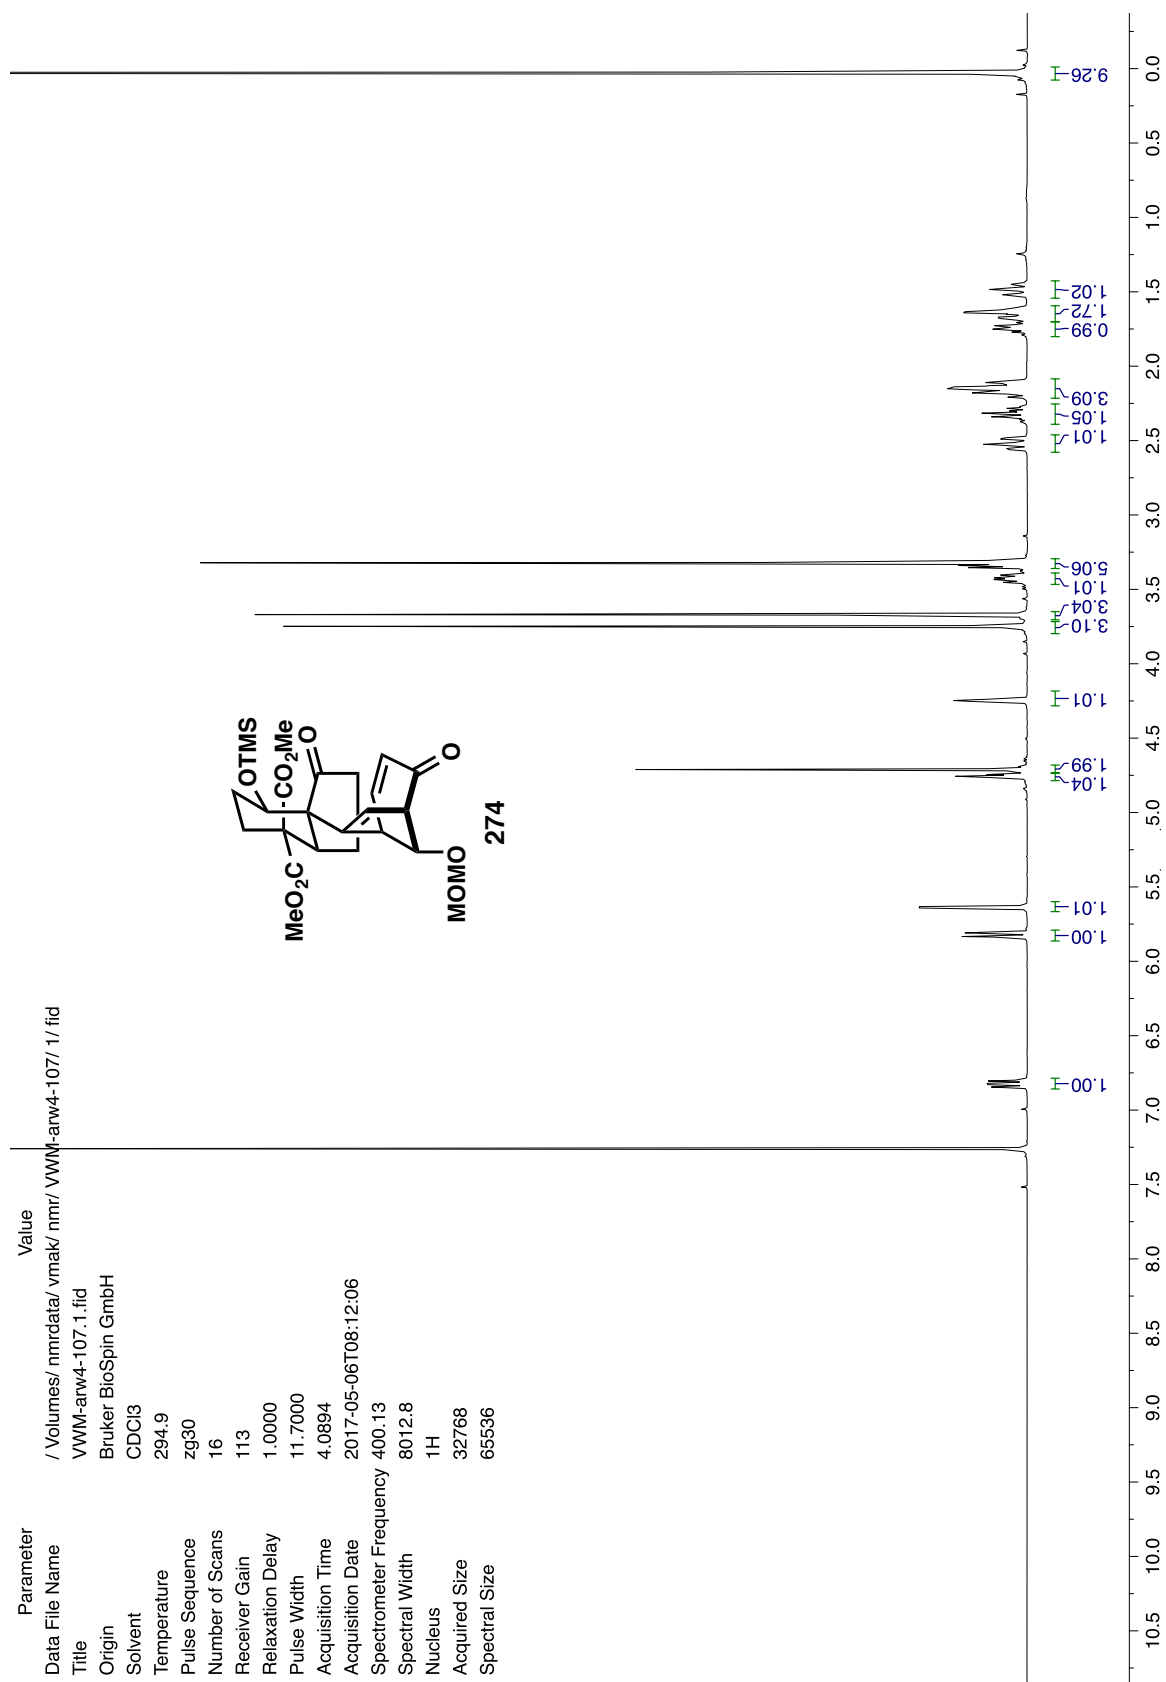 Parameter Value
Data File Name / Volumes/ nmrdata/ vmak/ nmr/ VWM-arw4-107/ 1/ fid
Title VWM-arw4-107.1.fid
Origin Bruker BioSpin GmbH
Solvent CDCl3
Temperature 294.9
Pulse Sequence zg30
Number of Scans 16
Receiver Gain 113
Relaxation Delay 1.0000
Pulse Width 11.7000
Acquisition Time 4.0894
Acquisition Date 2017-05-06T08:12:06
Spectrometer Frequency 400.13
Spectral Width 8012.8
Nucleus 1H
Acquired Size 32768
Spectral Size 65536
OTMS
MeO2C
CO2Me
O
O
MOMO
274
1.00
1.00
1.01
1.04
1.99
1.01
3.10
3.04
1.01
5.06
1.01
1.05
3.09
0.99
1.72
1.02
9.26
10.5 10.0 9.5 9.0 8.5 8.0 7.5 7.0 6.5 6.0 5.5 5.0 4.5 4.0 3.5 3.0 2.5 2.0 1.5 1.0 0.5 0.0